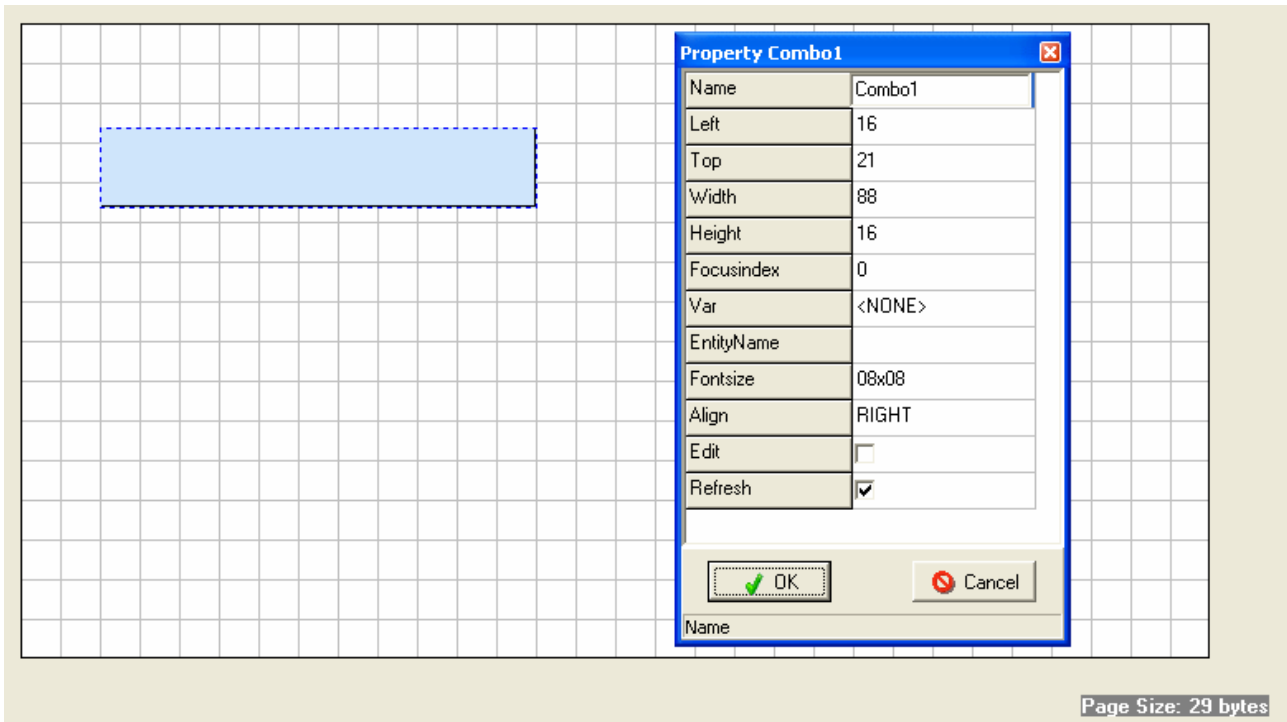 Property Combo1
Name Combo1
Left 16
Top 21
Width 88
Height 16
Focusindex 0
Var <NONE>
EntityName
Fontsize 08x08
Align RIGHT
Edit
Refresh
OK Cancel
Name
Page Size: 29 bytes